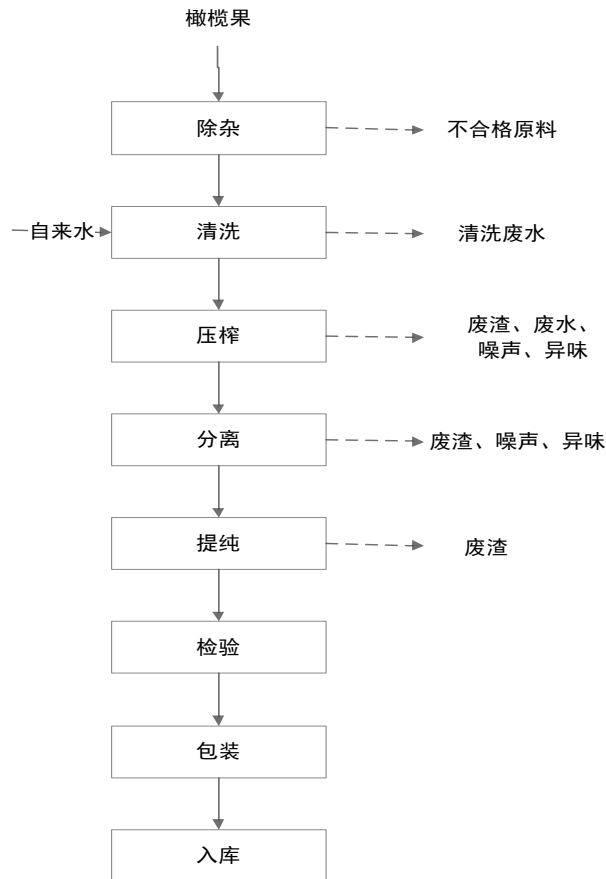 橄榄果
除杂
不合格原料
自来水
清洗
清洗废水
压榨
废渣、废水、
噪声、异味
分离
废渣、噪声、异味
提纯
废渣
检验
包装
入库